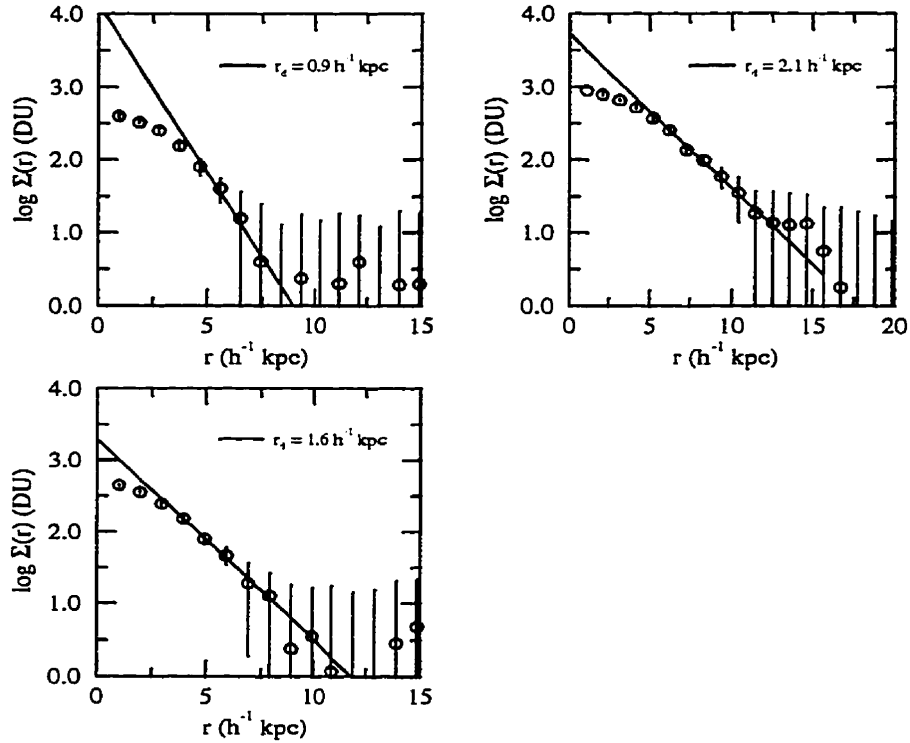 4.0
3.0
2.0
1.0
0.0
log Σ(r) (DU)
r_d = 0.9 h⁻¹ kpc
0 5 10 15
r (h⁻¹ kpc)
4.0
3.0
2.0
1.0
0.0
log Σ(r) (DU)
r_d = 2.1 h⁻¹ kpc
0 5 10 15 20
r (h⁻¹ kpc)
4.0
3.0
2.0
1.0
0.0
log Σ(r) (DU)
r_d = 1.6 h⁻¹ kpc
0 5 10 15
r (h⁻¹ kpc)